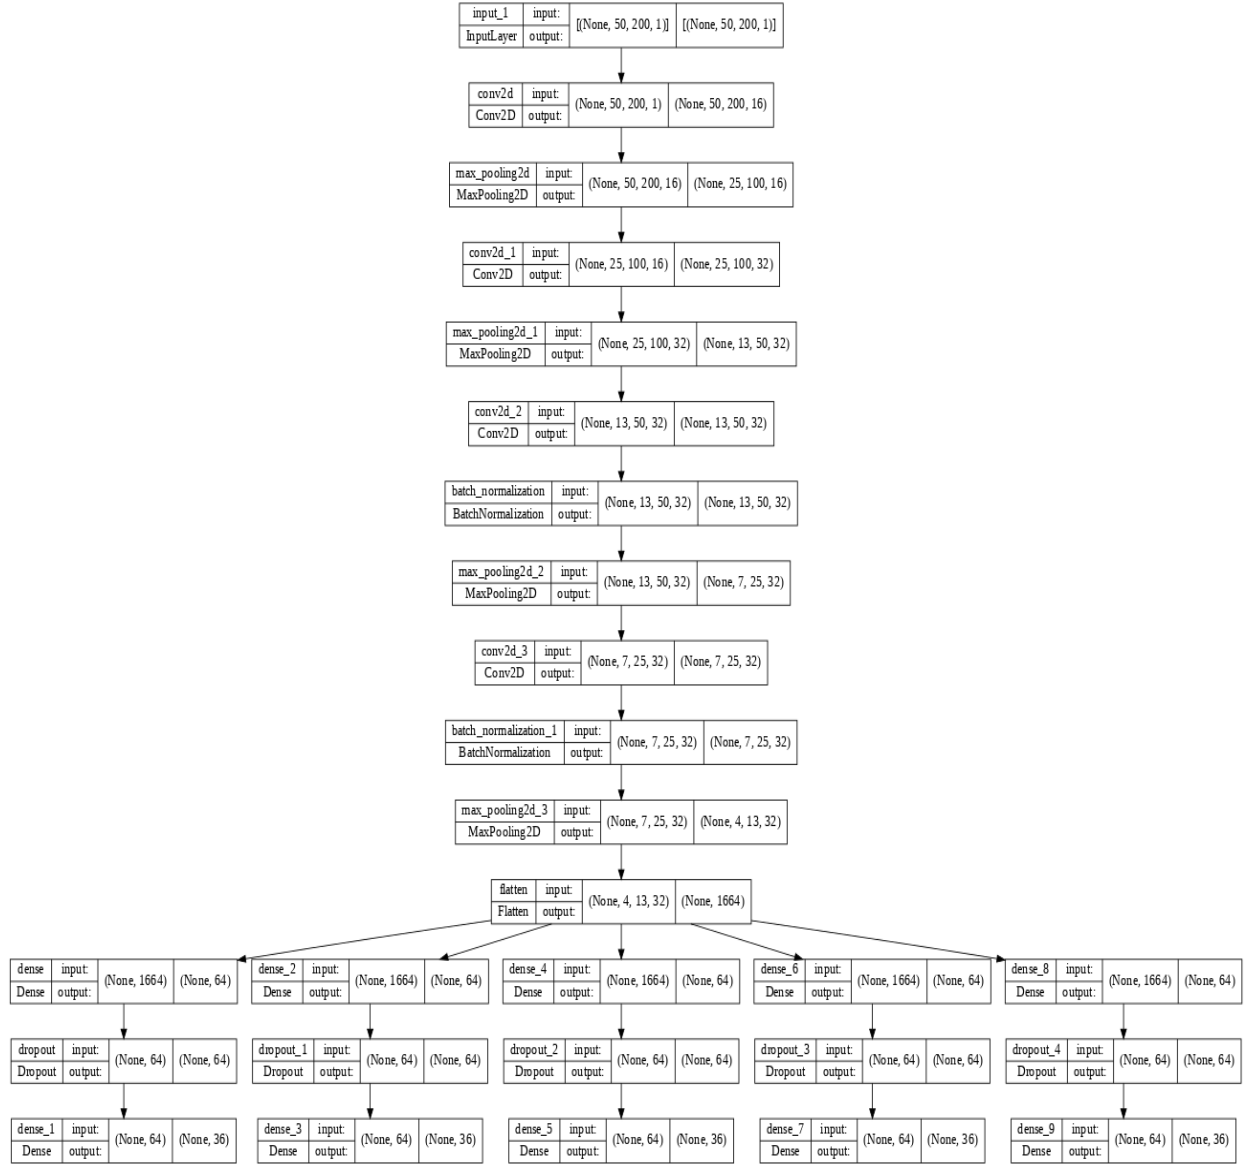 input_1 input: [(None, 50, 200, 1)] [(None, 50, 200, 1)]
InputLayer output:
conv2d input: (None, 50, 200, 1) (None, 50, 200, 16)
Conv2D output:
max_pooling2d input: (None, 50, 200, 16) (None, 25, 100, 16)
MaxPooling2D output:
conv2d_1 input: (None, 25, 100, 16) (None, 25, 100, 32)
Conv2D output:
max_pooling2d_1 input: (None, 25, 100, 32) (None, 13, 50, 32)
MaxPooling2D output:
conv2d_2 input: (None, 13, 50, 32) (None, 13, 50, 32)
Conv2D output:
batch_normalization input: (None, 13, 50, 32) (None, 13, 50, 32)
BatchNormalization output:
max_pooling2d_2 input: (None, 13, 50, 32) (None, 7, 25, 32)
MaxPooling2D output:
conv2d_3 input: (None, 7, 25, 32) (None, 7, 25, 32)
Conv2D output:
batch_normalization_1 input: (None, 7, 25, 32) (None, 7, 25, 32)
BatchNormalization output:
max_pooling2d_3 input: (None, 7, 25, 32) (None, 4, 13, 32)
MaxPooling2D output:
flatten input: (None, 4, 13, 32) (None, 1664)
Flatten output:
dense input: (None, 1664) (None, 64) dense_2 input: (None, 1664) (None, 64) dense_4 input: (None, 1664) (None, 64) dense_6 input: (None, 1664) (None, 64) dense_8 input: (None, 1664) (None, 64)
Dense output: Dense output: Dense output: Dense output: Dense output:
dropout input: (None, 64) (None, 64) dropout_1 input: (None, 64) (None, 64) dropout_2 input: (None, 64) (None, 64) dropout_3 input: (None, 64) (None, 64) dropout_4 input: (None, 64) (None, 64)
Dropout output: Dropout output: Dropout output: Dropout output: Dropout output:
dense_1 input: (None, 64) (None, 36) dense_3 input: (None, 64) (None, 36) dense_5 input: (None, 64) (None, 36) dense_7 input: (None, 64) (None, 36) dense_9 input: (None, 64) (None, 36)
Dense output: Dense output: Dense output: Dense output: Dense output: